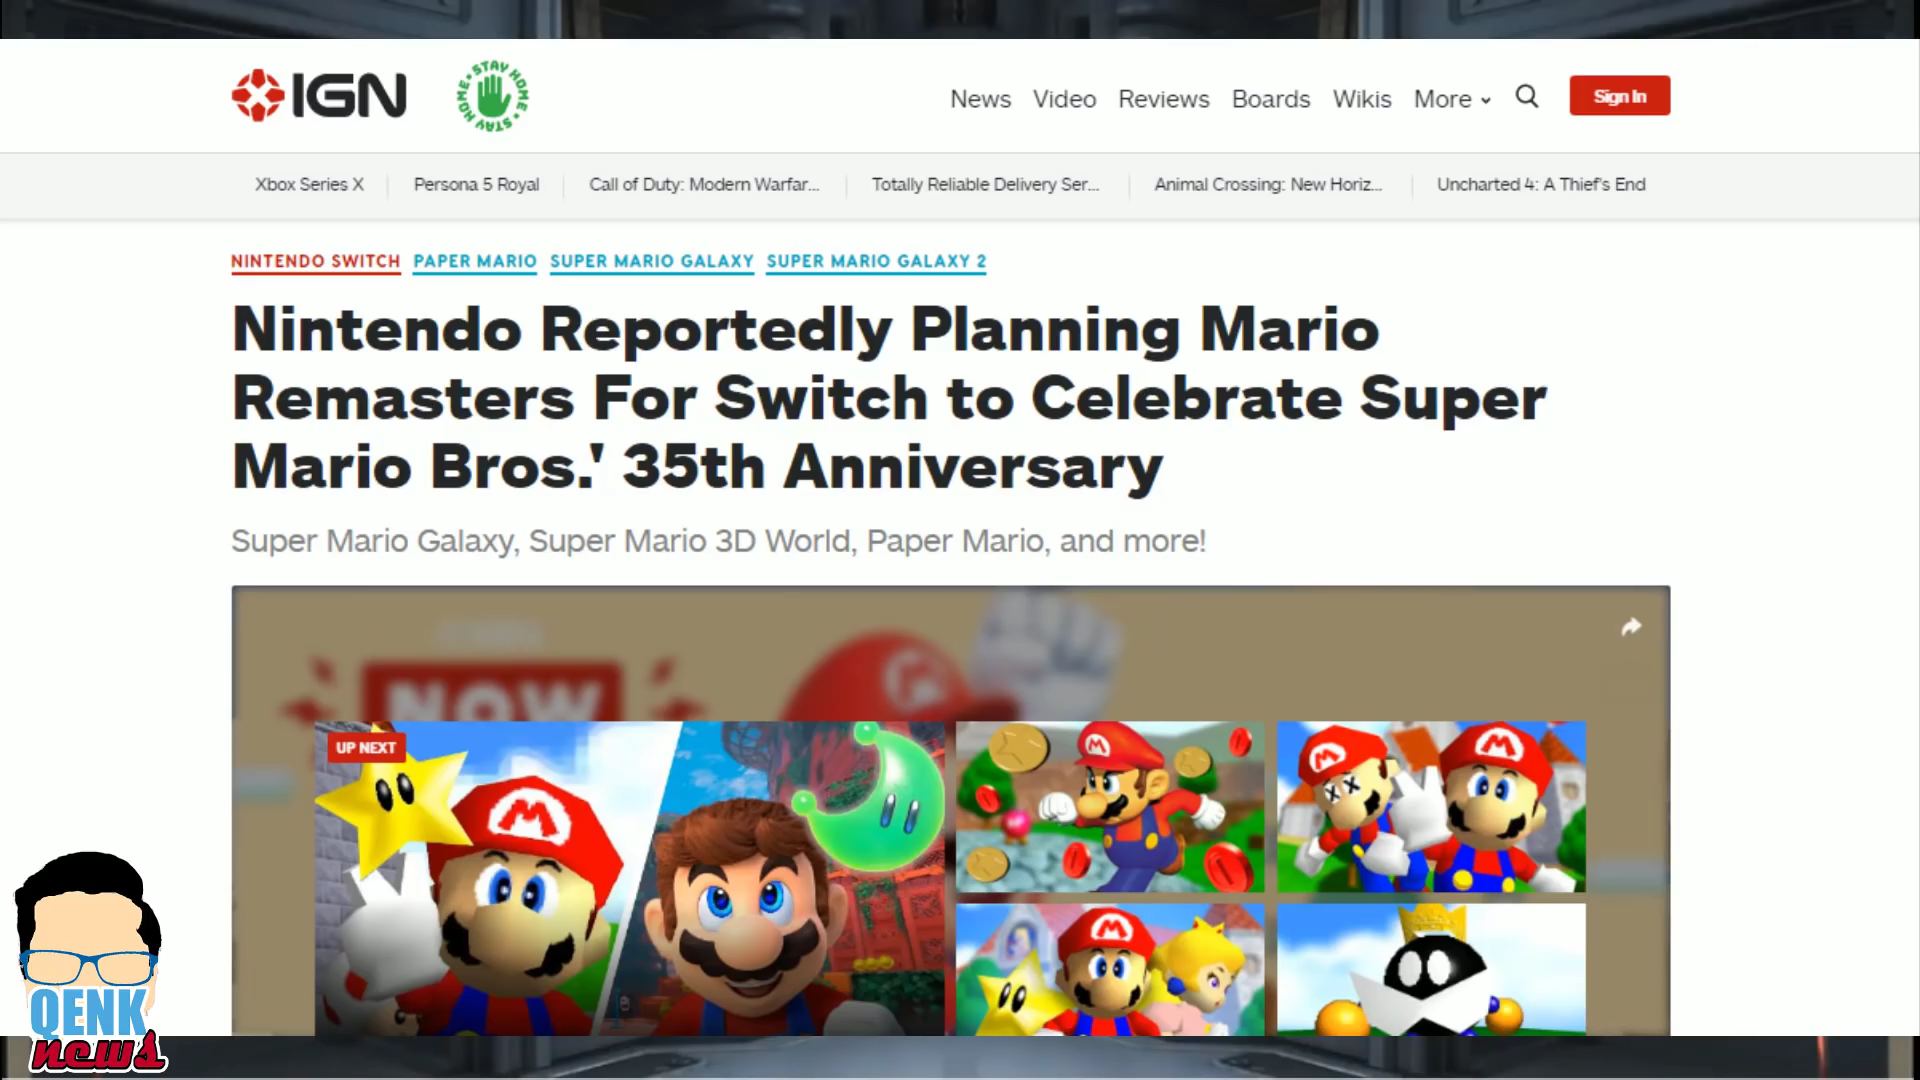 IGN
STAY HOME • STAY HOME •
News Video Reviews Boards Wikis More
Sign In
Xbox Series X
Persona 5 Royal
Call of Duty: Modern Warfar...
Totally Reliable Delivery Ser...
Animal Crossing: New Horiz...
Uncharted 4: A Thief's End
NINTENDO SWITCH PAPER MARIO SUPER MARIO GALAXY SUPER MARIO GALAXY 2
Nintendo Reportedly Planning Mario
Remasters For Switch to Celebrate Super
Mario Bros.' 35th Anniversary
Super Mario Galaxy, Super Mario 3D World, Paper Mario, and more!
NOW
UP NEXT
QENK
news